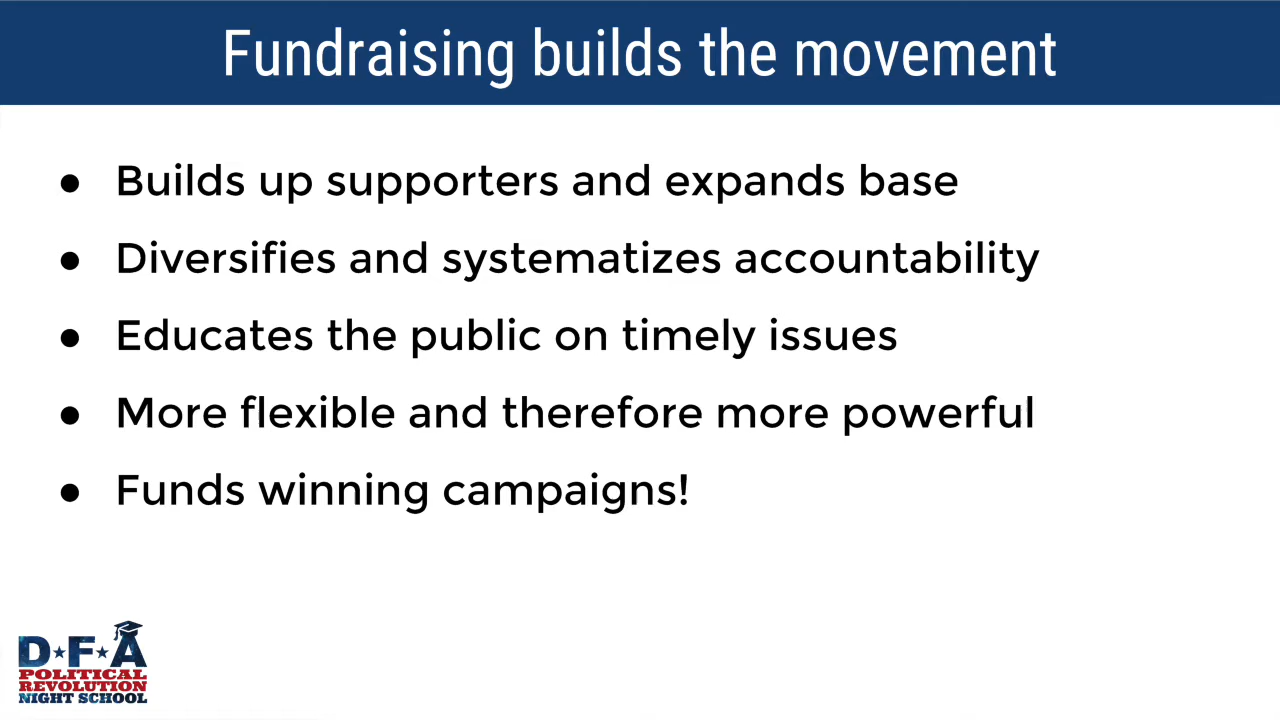 Fundraising builds the movement
● Builds up supporters and expands base
● Diversifies and systematizes accountability
● Educates the public on timely issues
● More flexible and therefore more powerful
● Funds winning campaigns!
D★F★A
POLITICAL
REVOLUTION
NIGHT SCHOOL